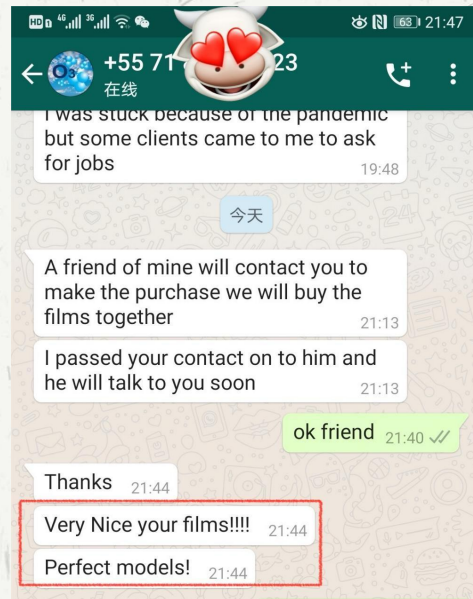 HD 4G 3G 63 21:47
+55 71 23
在线
I was stuck because of the pandemic
but some clients came to me to ask
for jobs
19:48
今天
A friend of mine will contact you to
make the purchase we will buy the
films together
21:13
I passed your contact on to him and
he will talk to you soon
21:13
ok friend 21:40
Thanks 21:44
Very Nice your films!!!! 21:44
Perfect models! 21:44